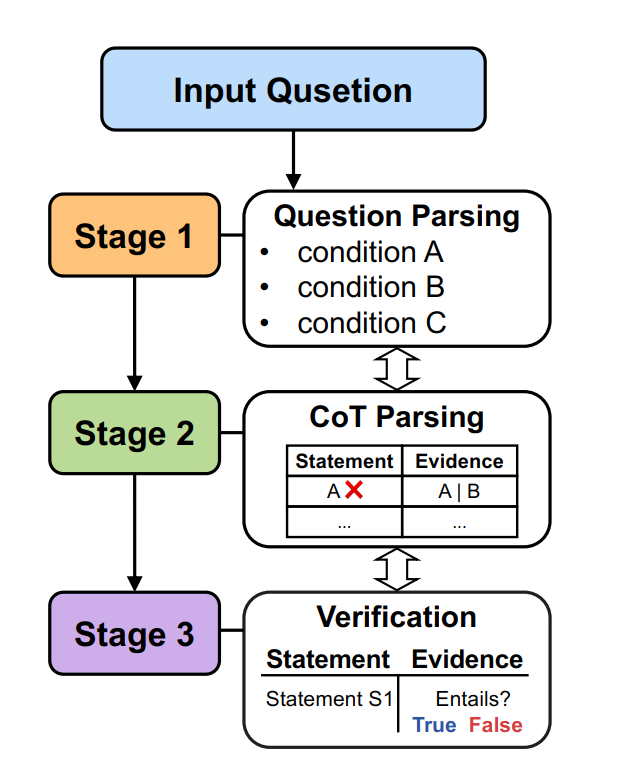 Input Qusetion
Stage 1
Question Parsing
• condition A
• condition B
• condition C
Stage 2
CoT Parsing
Statement Evidence
A ❌ A | B
... ...
Stage 3
Verification
Statement Evidence
Statement S1 Entails?
True False